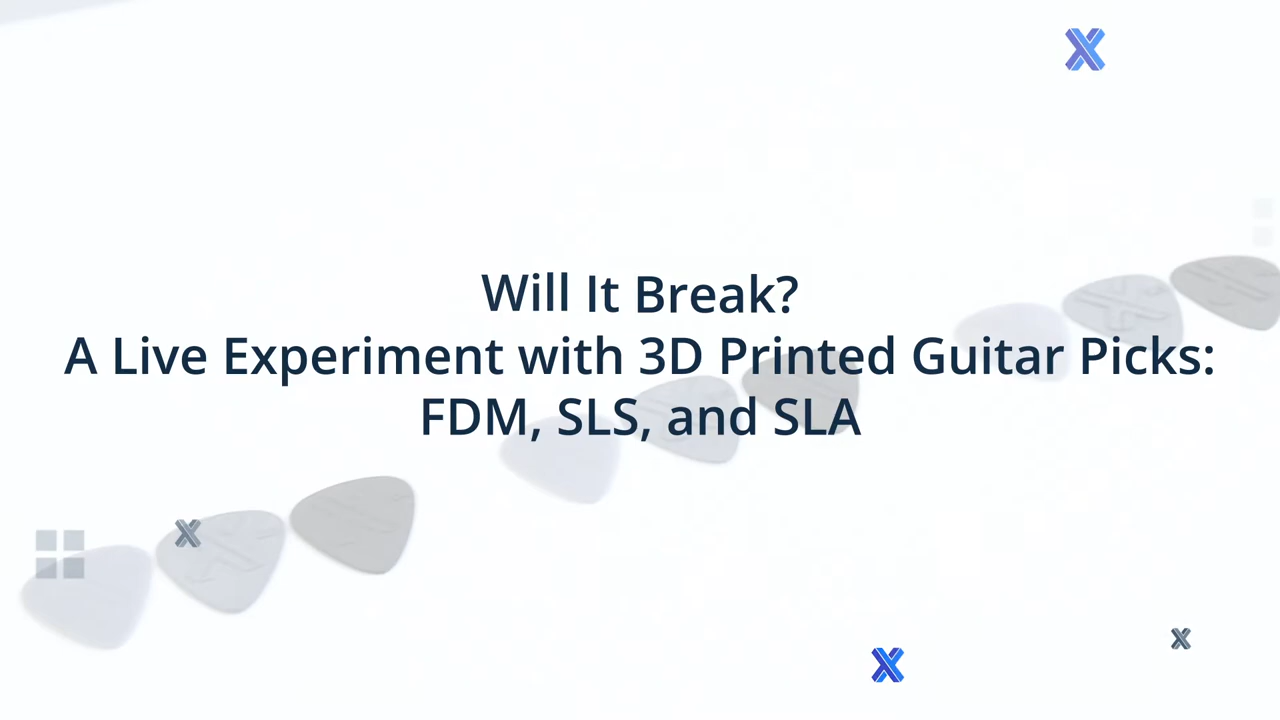 Will It Break?
A Live Experiment with 3D Printed Guitar Picks:
FDM, SLS, and SLA